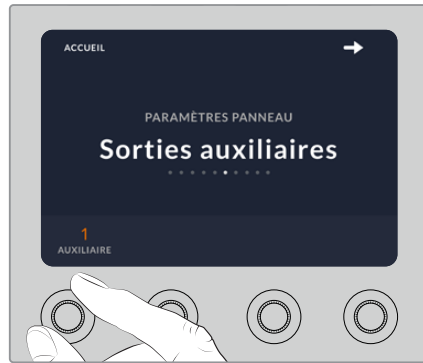 ACCUEIL
PARAMÈTRES PANNEAU
Sorties auxiliaires
1
AUXILIAIRE